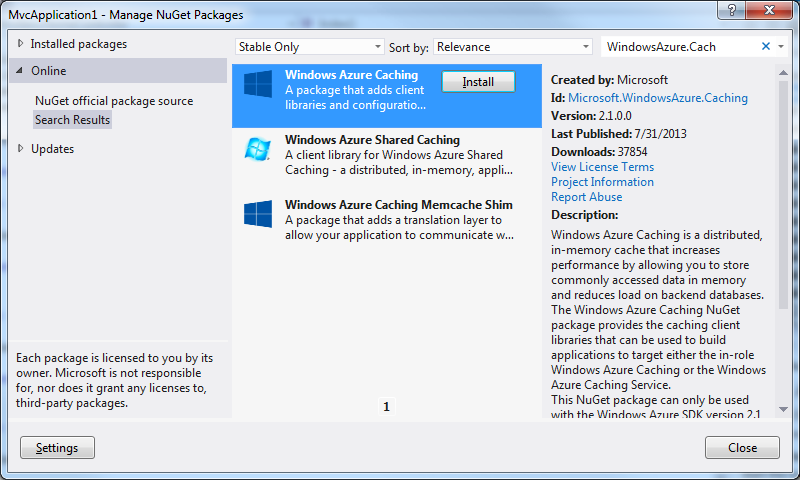 MvcApplication1 - Manage NuGet Packages
Installed packages
Online
NuGet official package source
Search Results
Updates
Each package is licensed to you by its
owner. Microsoft is not responsible
for, nor does it grant any licenses to,
third-party packages.
Settings
Stable Only
Sort by: Relevance
WindowsAzure.Cach
Windows Azure Caching
A package that adds client
libraries and configuratio...
Install
Windows Azure Shared Caching
A client library for Windows Azure Shared
Caching - a distributed, in-memory, appli...
Windows Azure Caching Memcache Shim
A package that adds a translation layer to
allow your application to communicate w...
1
Created by: Microsoft
Id: Microsoft.WindowsAzure.Caching
Version: 2.1.0.0
Last Published: 7/31/2013
Downloads: 37854
View License Terms
Project Information
Report Abuse
Description:
Windows Azure Caching is a distributed,
in-memory cache that increases
performance by allowing you to store
commonly accessed data in memory
and reduces load on backend databases.
The Windows Azure Caching NuGet
package provides the caching client
libraries that can be used to build
applications to target either the in-role
Windows Azure Caching or the Windows
Azure Caching Service.
This NuGet package can only be used
with the Windows Azure SDK version 2.1
Close